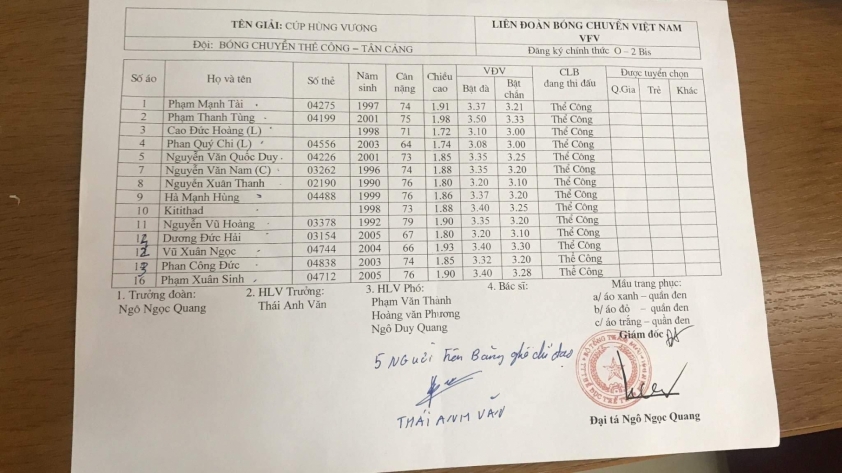 TÊN GIẢI: CÚP HÙNG VƯƠNG
LIÊN ĐOÀN BÓNG CHUYỀN VIỆT NAM
VFV
Đội: BÓNG CHUYỀN THỂ CÔNG – TÂN CẢNG
Đăng ký chính thức O – 2 Bis
Số áo Họ và tên Số thẻ Năm sinh Cân nặng Chiều cao VĐV Bật đà Bật chắn CLB đang thi đấu Được tuyển chọn Q.Gia Trẻ Khác
1 Phạm Mạnh Tài 04275 1997 74 1.91 3.37 3.21 Thể Công
2 Phạm Thanh Tùng 04199 2001 75 1.98 3.50 3.33 Thể Công
3 Cao Đức Hoàng (L) 1998 71 1.72 3.10 3.00 Thể Công
4 Phan Quý Chi (L) 04556 2003 64 1.74 3.08 3.00 Thể Công
5 Nguyễn Văn Quốc Duy 04226 2001 73 1.85 3.35 3.25 Thể Công
7 Nguyễn Văn Nam (C) 03262 1996 74 1.88 3.35 3.20 Thể Công
8 Nguyễn Xuân Thanh 02190 1990 76 1.80 3.20 3.10 Thể Công
9 Hà Mạnh Hùng 04488 1999 76 1.86 3.37 3.20 Thể Công
10 Kitithad 1998 73 1.88 3.40 3.25 Thể Công
11 Nguyễn Vũ Hoàng 03378 1992 79 1.90 3.35 3.20 Thể Công
Dương Đức Hải 03154 2005 67 1.80 3.20 3.10 Thể Công
Vũ Xuân Ngọc 04744 2004 66 1.93 3.40 3.30 Thể Công
Phan Công Đức 04838 2003 74 1.85 3.32 3.20 Thể Công
16 Phạm Xuân Sinh 04712 2005 76 1.90 3.40 3.28 Thể Công
1. Trưởng đoàn: 2. HLV Trưởng: 3. HLV Phó: 4. Bác sĩ: Mẫu trang phục:
Ngô Ngọc Quang Thái Anh Văn Phạm Văn Thành a/ áo xanh – quần đen
Hoàng văn Phương b/ áo đỏ – quần đen
Ngô Duy Quang c/ áo trắng – quần đen
Giám đốc
5 Người trên Băng ghế chỉ đạo
THÁI ANH VĂN
Đại tá Ngô Ngọc Quang